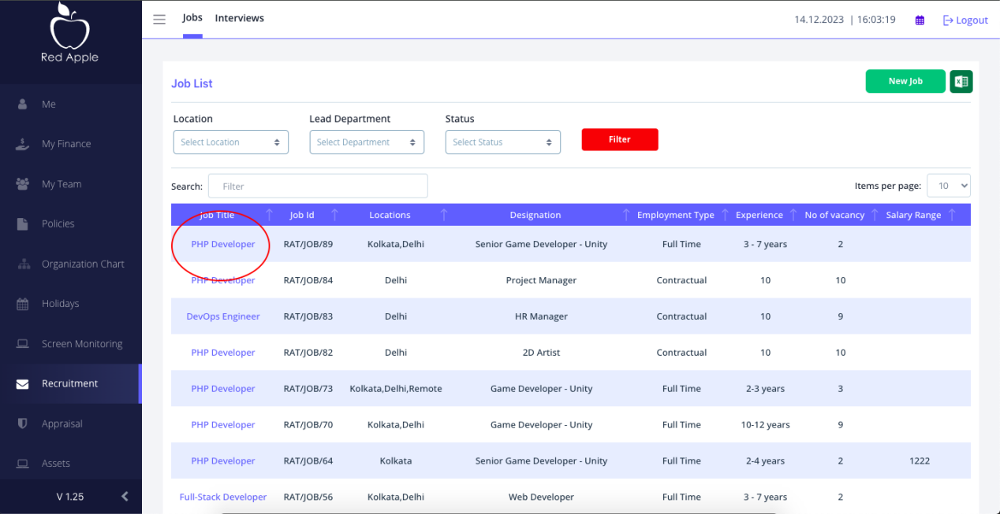 Red Apple
Me
My Finance
My Team
Policies
Organization Chart
Holidays
Screen Monitoring
Recruitment
Appraisal
Assets
V 1.25
Jobs Interviews 14.12.2023 | 16:03:19 Logout
Job List New Job
Location Lead Department Status
Select Location Select Department Select Status Filter
Search: Filter Items per page: 10
Job Title Job Id Locations Designation Employment Type Experience No of vacancy Salary Range
PHP Developer RAT/JOB/89 Kolkata,Delhi Senior Game Developer - Unity Full Time 3 - 7 years 2
PHP Developer RAT/JOB/84 Delhi Project Manager Contractual 10 10
DevOps Engineer RAT/JOB/83 Delhi HR Manager Contractual 10 9
PHP Developer RAT/JOB/82 Delhi 2D Artist Contractual 10 10
PHP Developer RAT/JOB/73 Kolkata,Delhi,Remote Game Developer - Unity Full Time 2-3 years 3
PHP Developer RAT/JOB/70 Kolkata,Delhi Game Developer - Unity Full Time 10-12 years 9
PHP Developer RAT/JOB/64 Kolkata Senior Game Developer - Unity Full Time 2-4 years 2 1222
Full-Stack Developer RAT/JOB/56 Kolkata,Delhi Web Developer Full Time 3 - 7 years 2